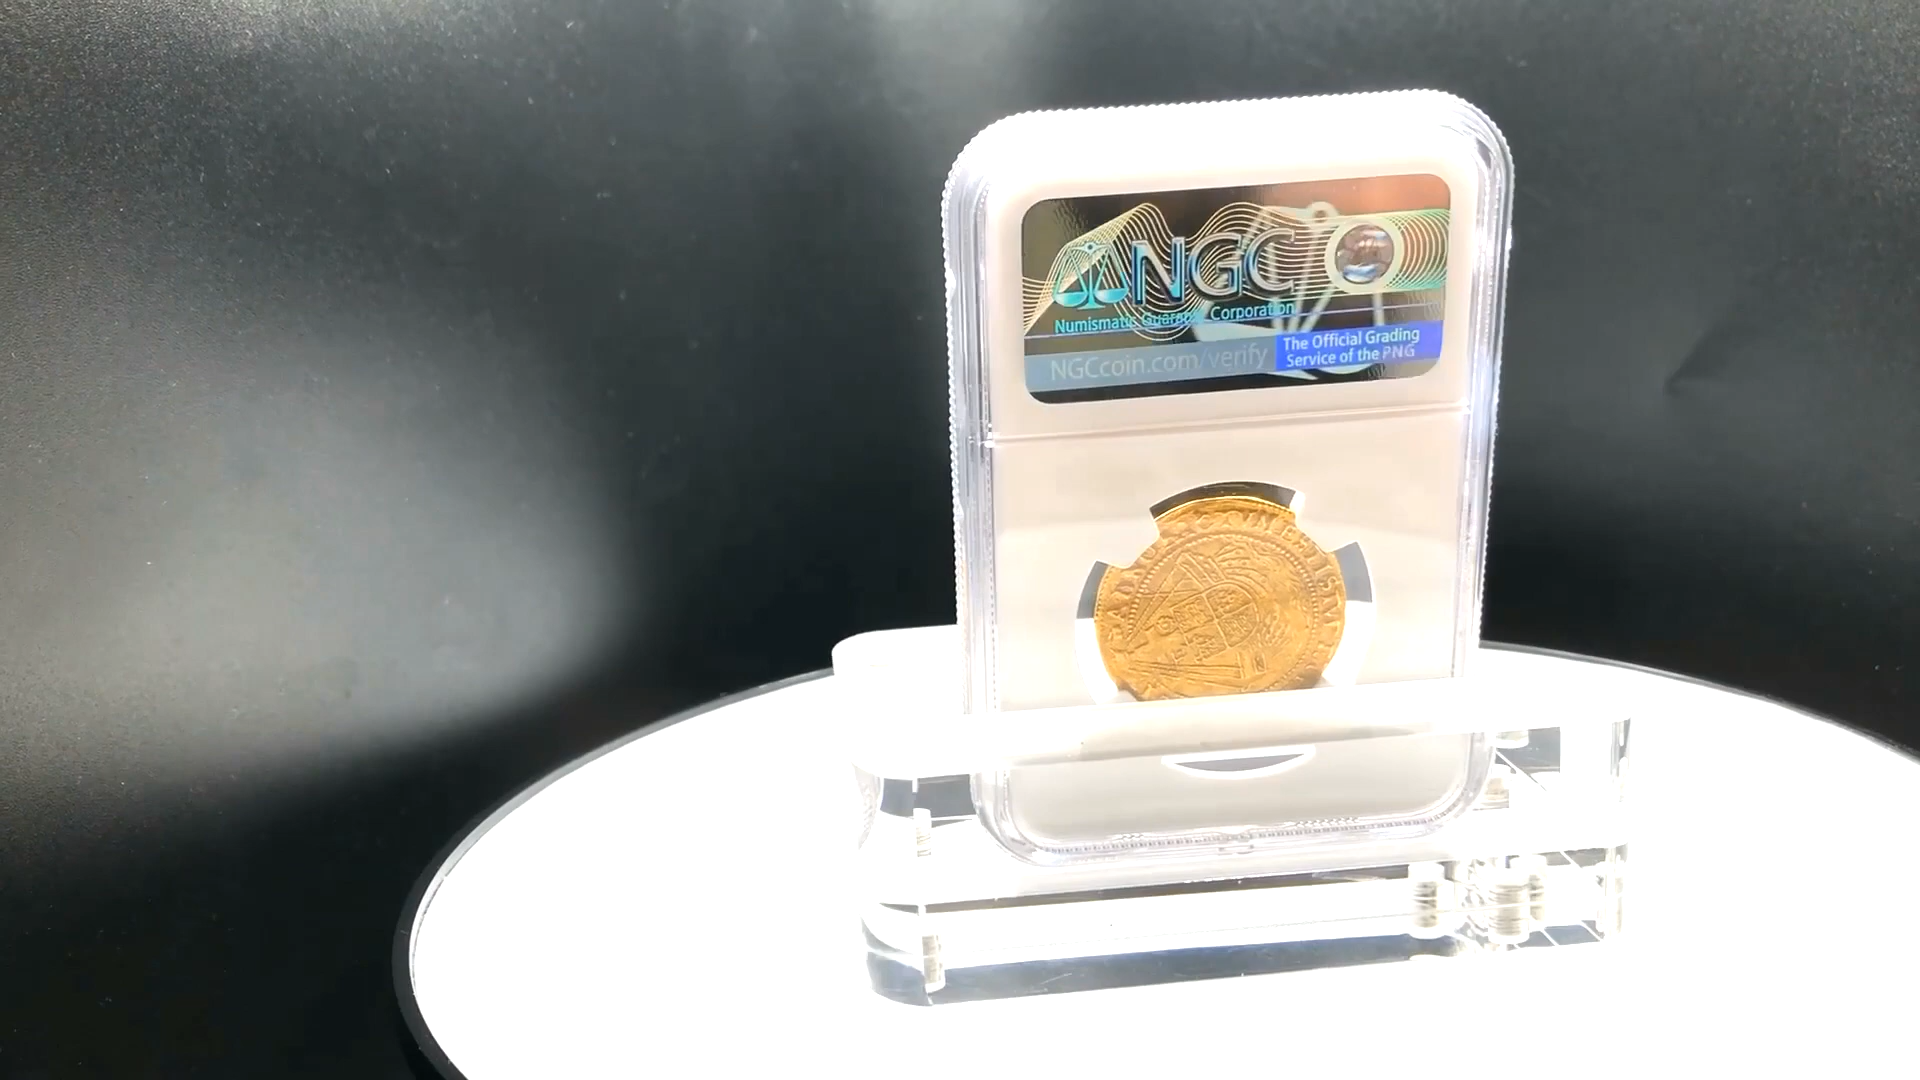 NGC
Numismatic Guaranty Corporation
NGCcoin.com/verify
The Official Grading
Service of the PNG